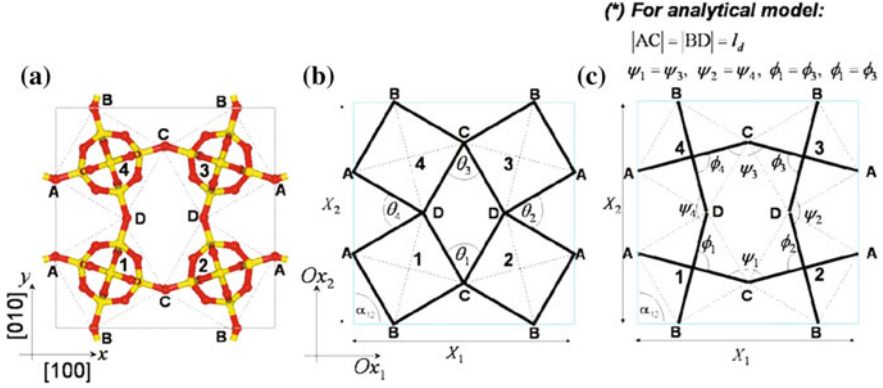 (*) For analytical model:
|AC| = |BD| = l_d
ψ₁ = ψ₃, ψ₂ = ψ₄, ϕ₁ = ϕ₃, ϕ₁ = ϕ₃
(a)
B
B
C
4
3
A
A
D
D
A
A
1
2
C
B
B
y
[010]
x
[100]
(b)
B
B
C
A
4
θ₃
3
A
X₂
θ₄
D
D
θ₂
A
1
θ₁
2
A
C
α₁₂
B
B
X₁
Ox₂
Ox₁
(c)
B
B
C
4
3
ϕ₄
ψ₃
ϕ₃
A
A
X₂
ψ₄
D
D
ψ₂
ϕ₁
ψ₁
ϕ₂
A
A
1
2
C
α₁₂
B
B
X₁